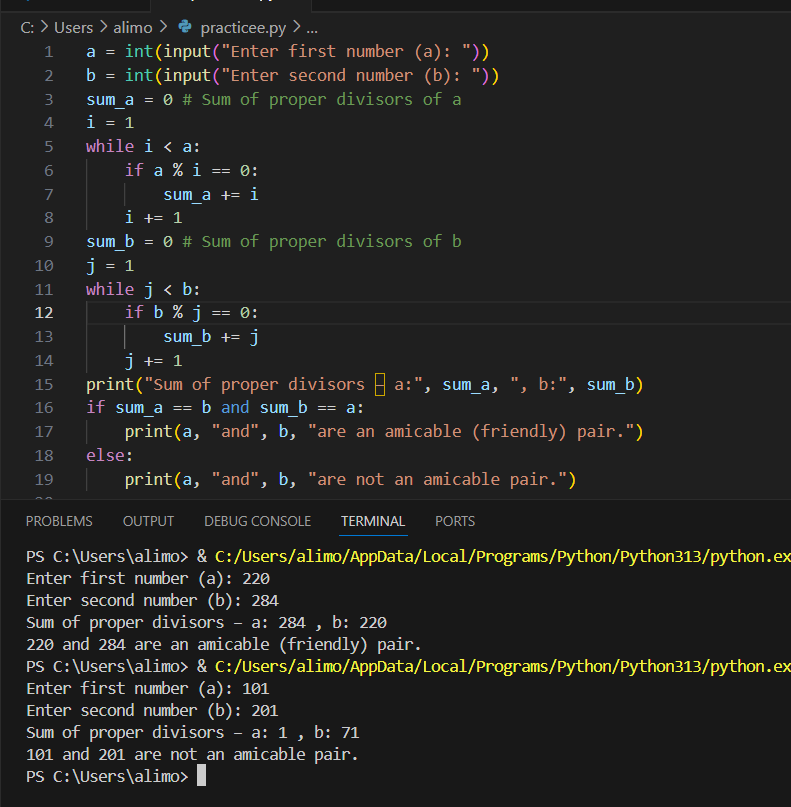 C: > Users > alimo > practicee.py > ...
1 a = int(input("Enter first number (a): "))
2 b = int(input("Enter second number (b): "))
3 sum_a = 0 # Sum of proper divisors of a
4 i = 1
5 while i < a:
6     if a % i == 0:
7         sum_a += i
8     i += 1
9 sum_b = 0 # Sum of proper divisors of b
10 j = 1
11 while j < b:
12     if b % j == 0:
13         sum_b += j
14     j += 1
15 print("Sum of proper divisors – a:", sum_a, ", b:", sum_b)
16 if sum_a == b and sum_b == a:
17     print(a, "and", b, "are an amicable (friendly) pair.")
18 else:
19     print(a, "and", b, "are not an amicable pair.")
PROBLEMS OUTPUT DEBUG CONSOLE TERMINAL PORTS
PS C:\Users\alimo> & C:/Users/alimo/AppData/Local/Programs/Python/Python313/python.ex
Enter first number (a): 220
Enter second number (b): 284
Sum of proper divisors – a: 284 , b: 220
220 and 284 are an amicable (friendly) pair.
PS C:\Users\alimo> & C:/Users/alimo/AppData/Local/Programs/Python/Python313/python.ex
Enter first number (a): 101
Enter second number (b): 201
Sum of proper divisors – a: 1 , b: 71
101 and 201 are not an amicable pair.
PS C:\Users\alimo>